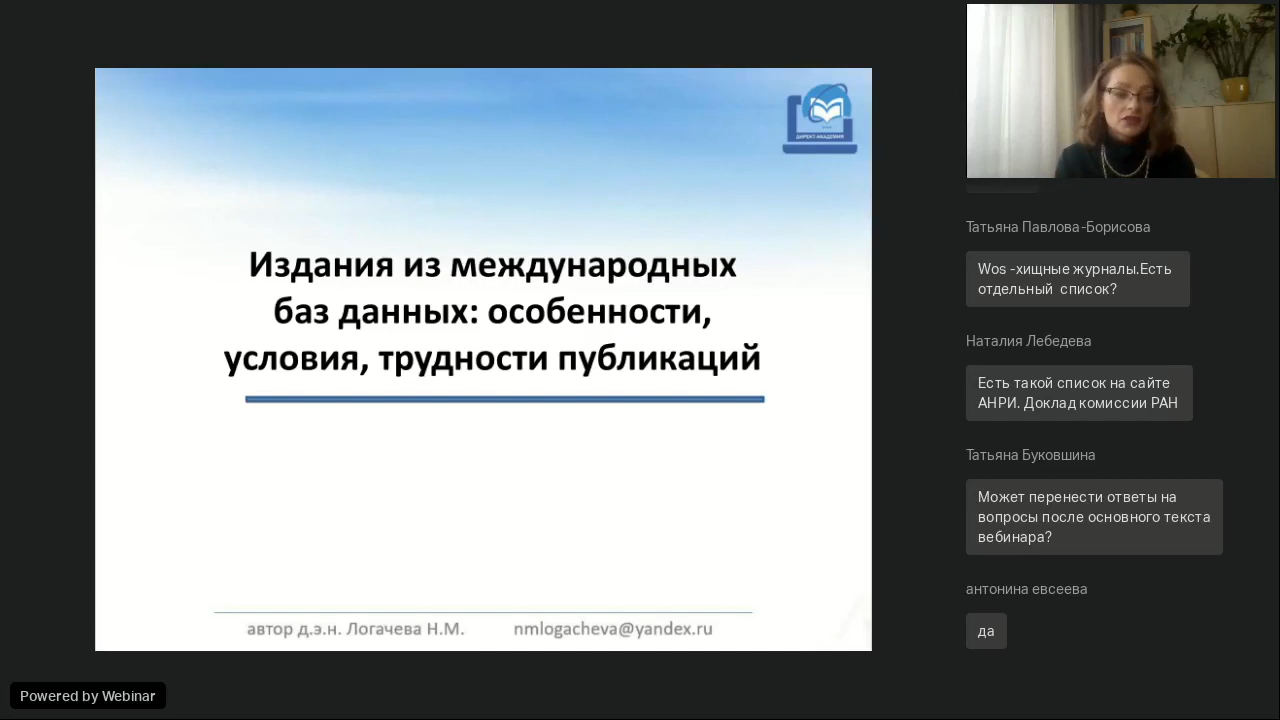 ДИРЕКТ-АКАДЕМИЯ
Издания из международных
баз данных: особенности,
условия, трудности публикаций
автор д.э.н. Логачева Н.М. nmlogacheva@yandex.ru
Татьяна Павлова-Борисова
Wos -хищные журналы.Есть
отдельный список?
Наталия Лебедева
Есть такой список на сайте
АНРИ. Доклад комиссии РАН
Татьяна Буковшина
Может перенести ответы на
вопросы после основного текста
вебинара?
антонина евсеева
да
Powered by Webinar